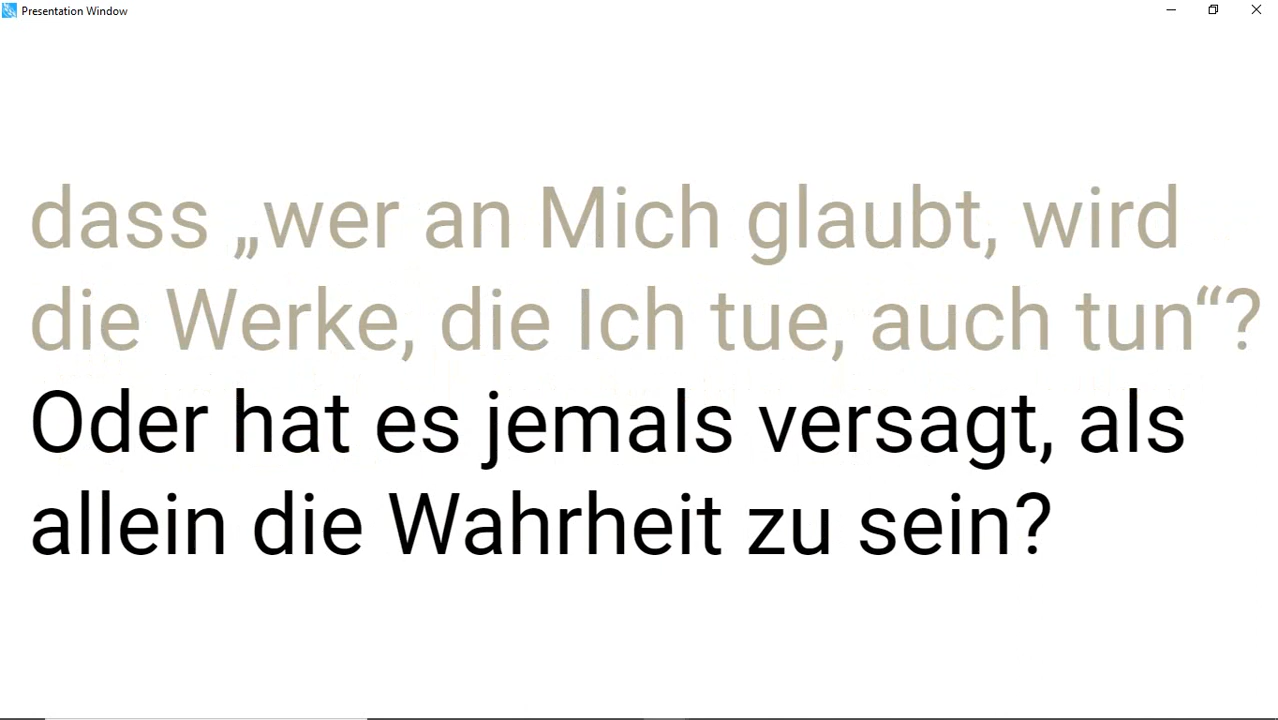 Presentation Window
dass „wer an Mich glaubt, wird
die Werke, die Ich tue, auch tun“?
Oder hat es jemals versagt, als
allein die Wahrheit zu sein?